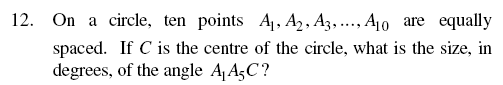 12. On a circle, ten points A₁, A₂, A₃, ..., A₁₀ are equally
spaced. If C is the centre of the circle, what is the size, in
degrees, of the angle A₁A₅C?